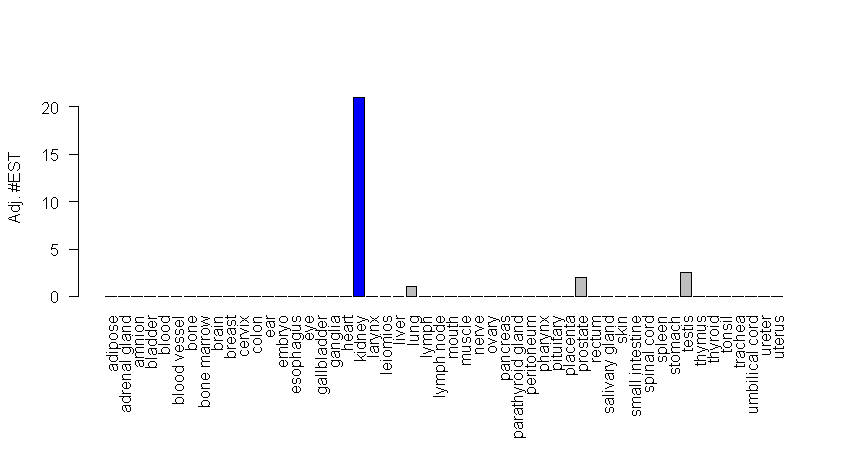 Adj. #EST
20
15
10
5
0
adipose
adrenal gland
amnion
bladder
blood
blood vessel
bone
bone marrow
brain
breast
cervix
colon
ear
embryo
esophagus
eye
gallbladder
ganglia
heart
kidney
larynx
leiomios
liver
lung
lymph
lymph node
mouth
muscle
nerve
ovary
pancreas
parathyroid gland
peritoneum
pharynx
pituitary
placenta
prostate
rectum
salivary gland
skin
small intestine
spinal cord
spleen
stomach
testis
thymus
thyroid
tonsil
trachea
umbilical cord
ureter
uterus